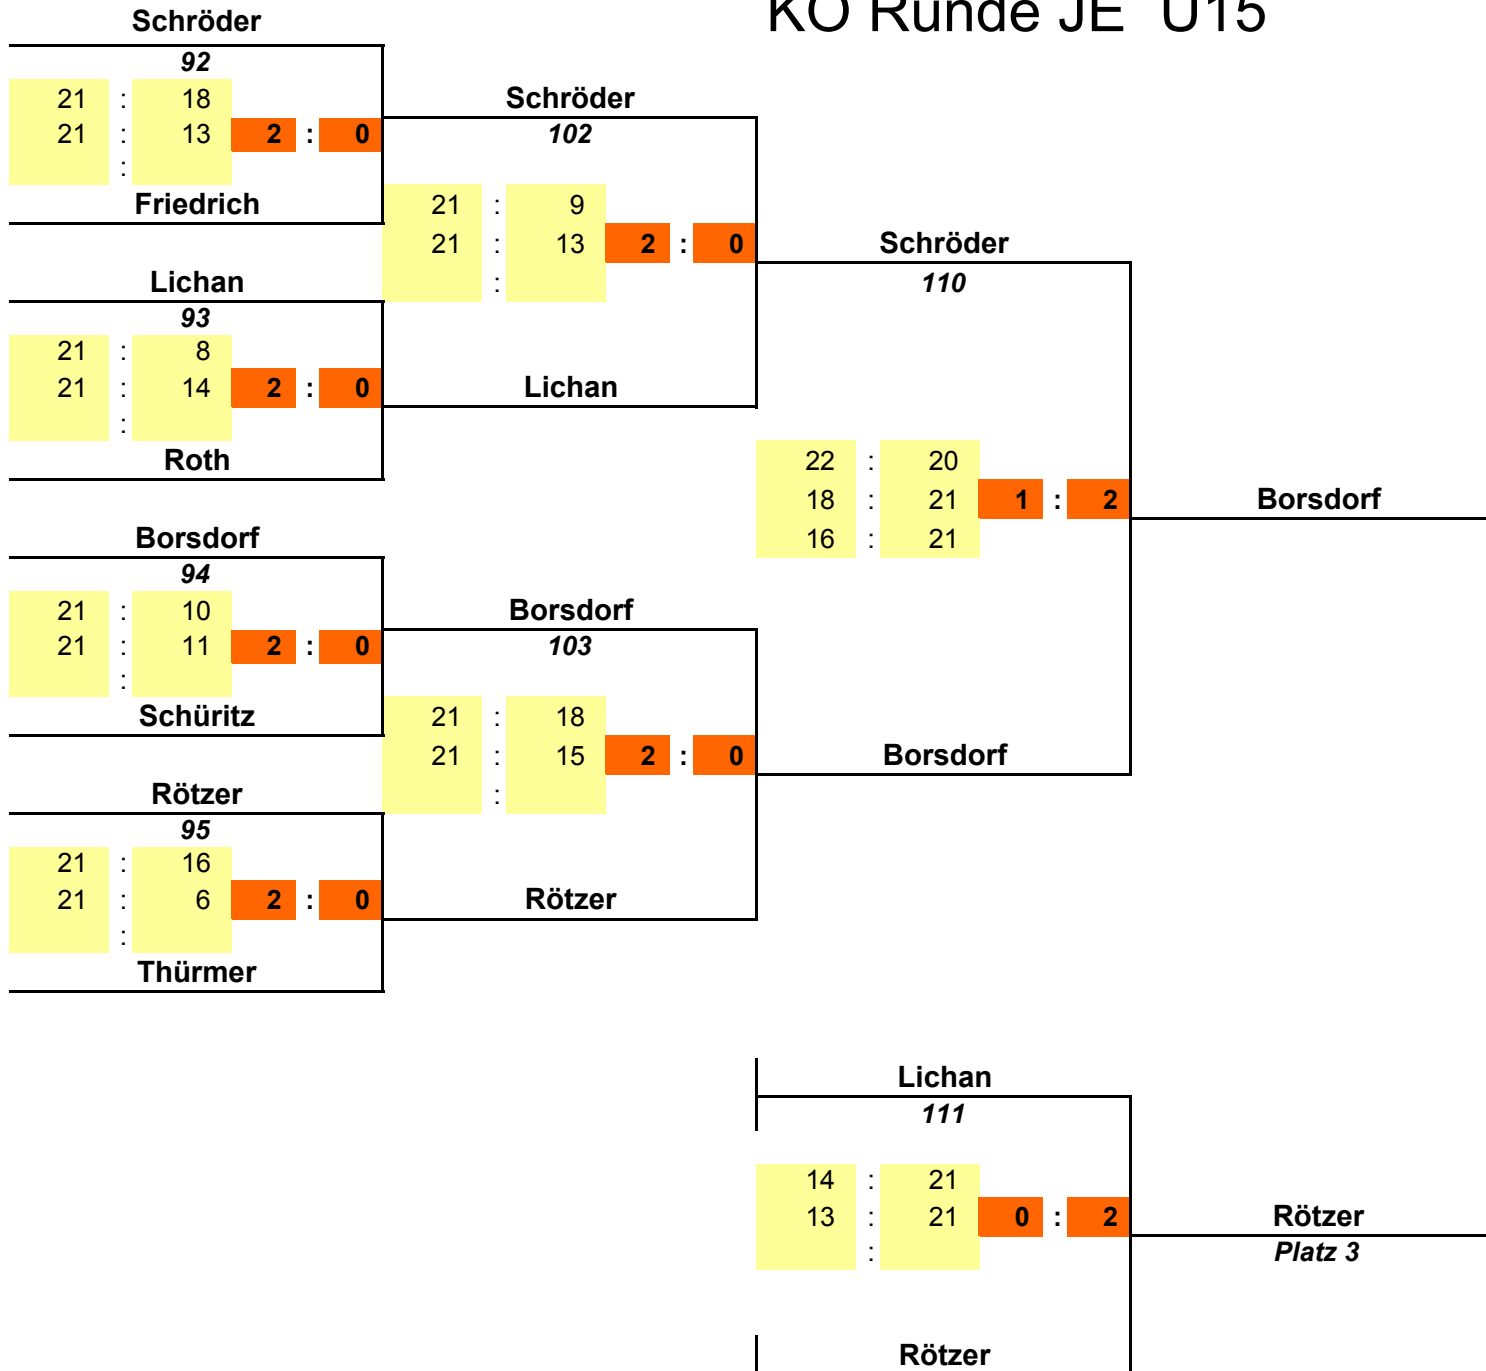 KO Runde JE U15
Schröder
92
21 : 18
21 : 13 2 : 0
:
Friedrich
Lichan
93
21 : 8
21 : 14 2 : 0
:
Roth
Borsdorf
94
21 : 10
21 : 11 2 : 0
:
Schüritz
Rötzer
95
21 : 16
21 : 6 2 : 0
:
Thürmer
Schröder
102
21 : 9
21 : 13 2 : 0
:
Lichan
Borsdorf
103
21 : 18
21 : 15 2 : 0
:
Rötzer
Schröder
110
22 : 20
18 : 21 1 : 2
16 : 21
Borsdorf
Borsdorf
Lichan
111
14 : 21
13 : 21 0 : 2
:
Rötzer
Rötzer
Platz 3